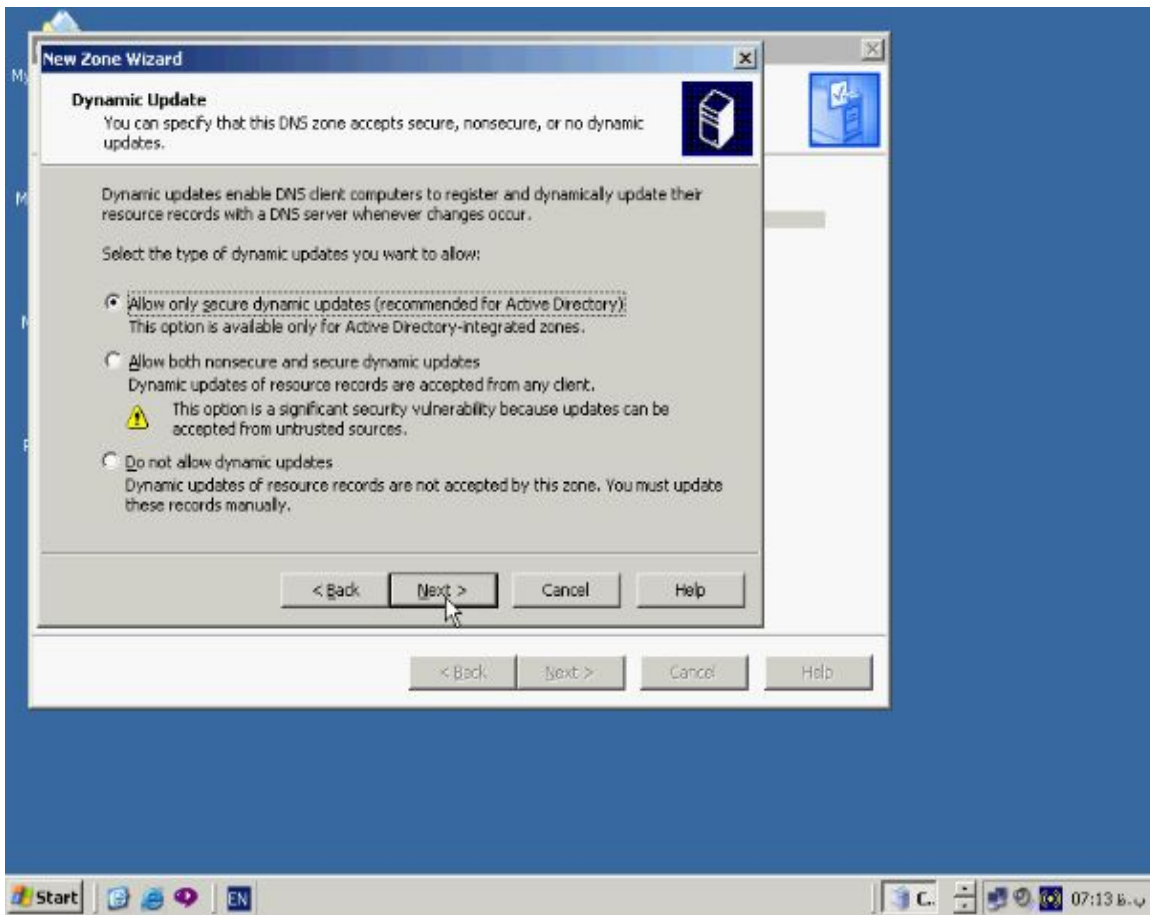 New Zone Wizard
Dynamic Update
You can specify that this DNS zone accepts secure, nonsecure, or no dynamic
updates.
Dynamic updates enable DNS client computers to register and dynamically update their
resource records with a DNS server whenever changes occur.
Select the type of dynamic updates you want to allow:
Allow only secure dynamic updates (recommended for Active Directory)
This option is available only for Active Directory-integrated zones.
Allow both nonsecure and secure dynamic updates
Dynamic updates of resource records are accepted from any client.
This option is a significant security vulnerability because updates can be
accepted from untrusted sources.
Do not allow dynamic updates
Dynamic updates of resource records are not accepted by this zone. You must update
these records manually.
< Back Next > Cancel Help
< Back Next > Cancel Help
Start EN C.. 07:13 ب.ظ